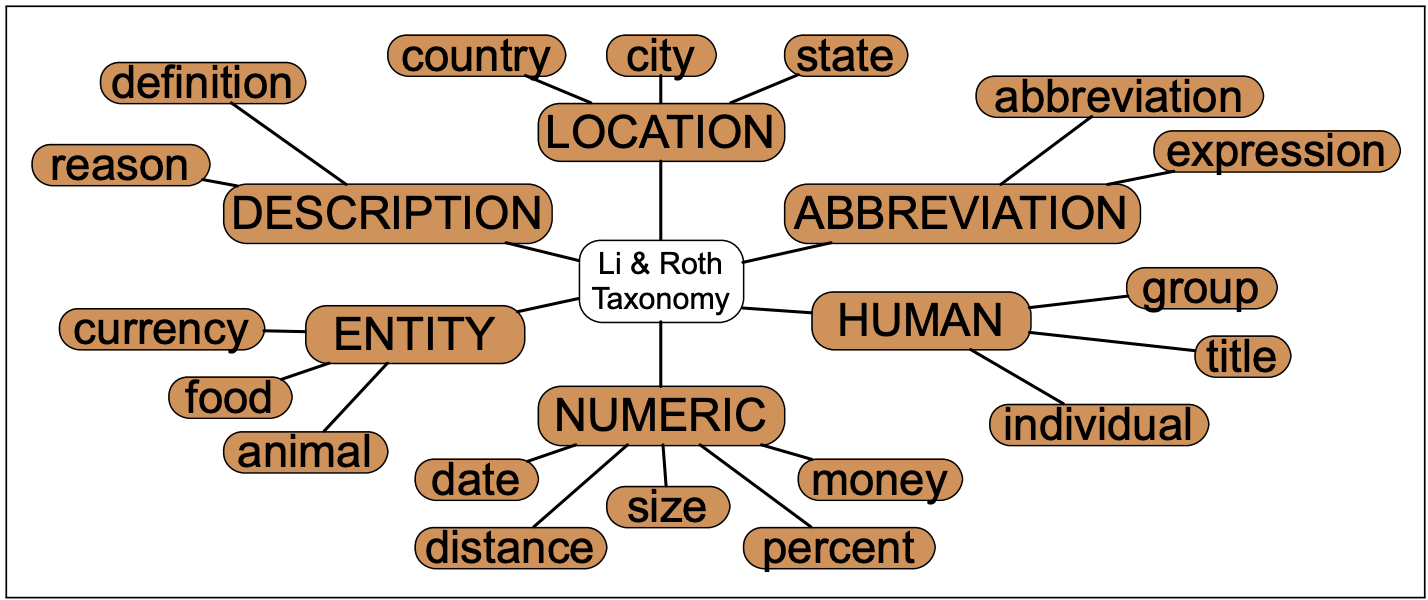 country
city
state
definition
abbreviation
LOCATION
expression
reason
DESCRIPTION
ABBREVIATION
Li & Roth
Taxonomy
group
currency
ENTITY
HUMAN
title
food
NUMERIC
individual
animal
date
size
money
distance
percent